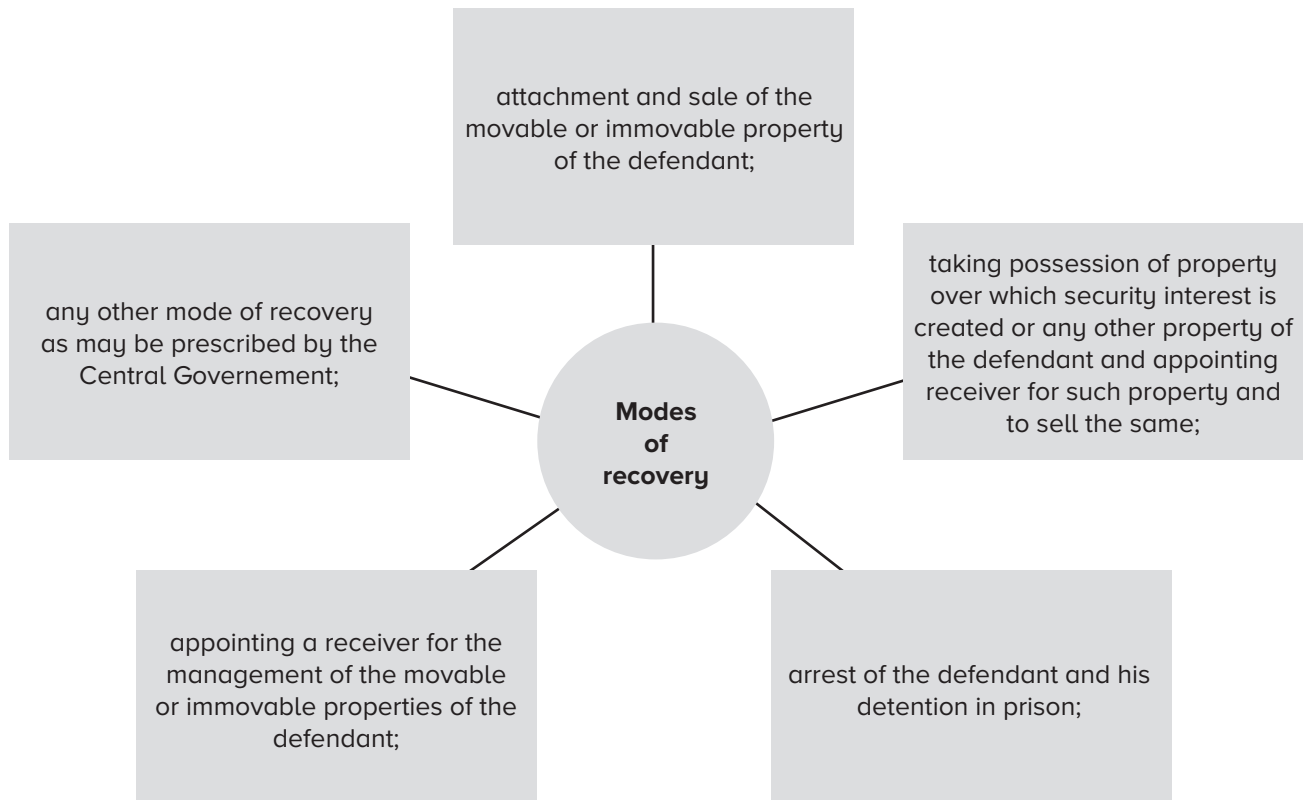 attachment and sale of the
movable or immovable property
of the defendant;
taking possession of property
over which security interest is
created or any other property of
the defendant and appointing
receiver for such property and
to sell the same;
any other mode of recovery
as may be prescribed by the
Central Governement;
Modes
of
recovery
appointing a receiver for the
management of the movable
or immovable properties of the
defendant;
arrest of the defendant and his
detention in prison;